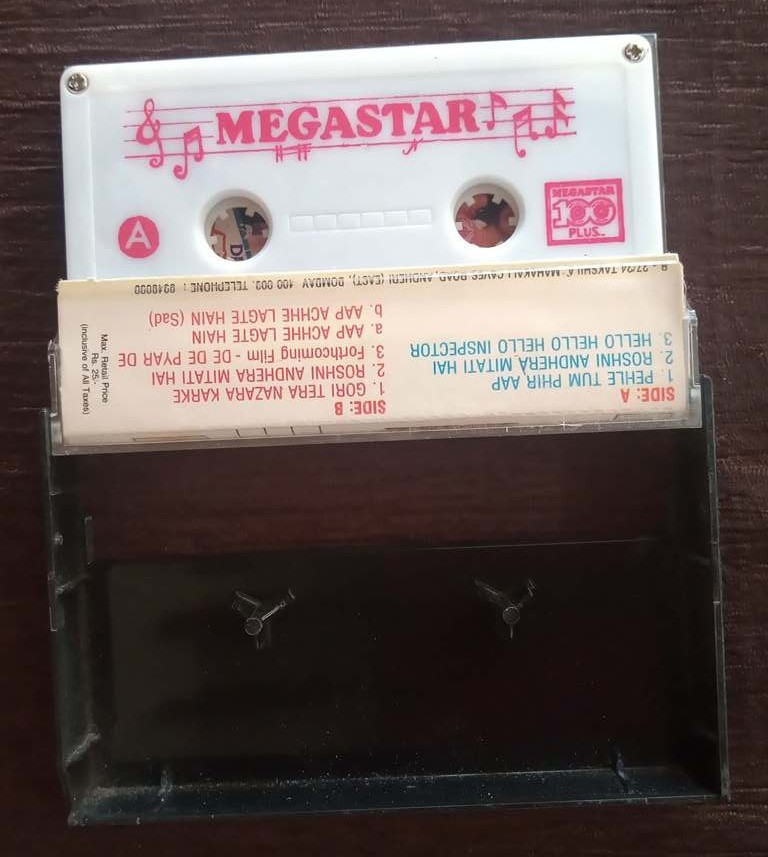 MEGASTAR
A
MEGASTAR
100
PLUS
SIDE: A
1. PEHLE TUM PHIR AAP
2. ROSHNI ANDHERA MITATI HAI
3. HELLO HELLO HELLO INSPECTOR
SIDE: B
1. GORI TERA NAZARA KARKE
2. ROSHNI ANDHERA MITATI HAI
3. Forthcoming Film - DE DE PYAR DE
a. AAP ACHHE LAGTE HAIN
b. AAP ACHHE LAGTE HAIN (Sad)
MAHAKALI CAVES ROAD, ANDHERI (EAST), BOMBAY 400 093. TELEPHONE :
Max. Retail Price
Rs. 25/-
(inclusive of All Taxes)